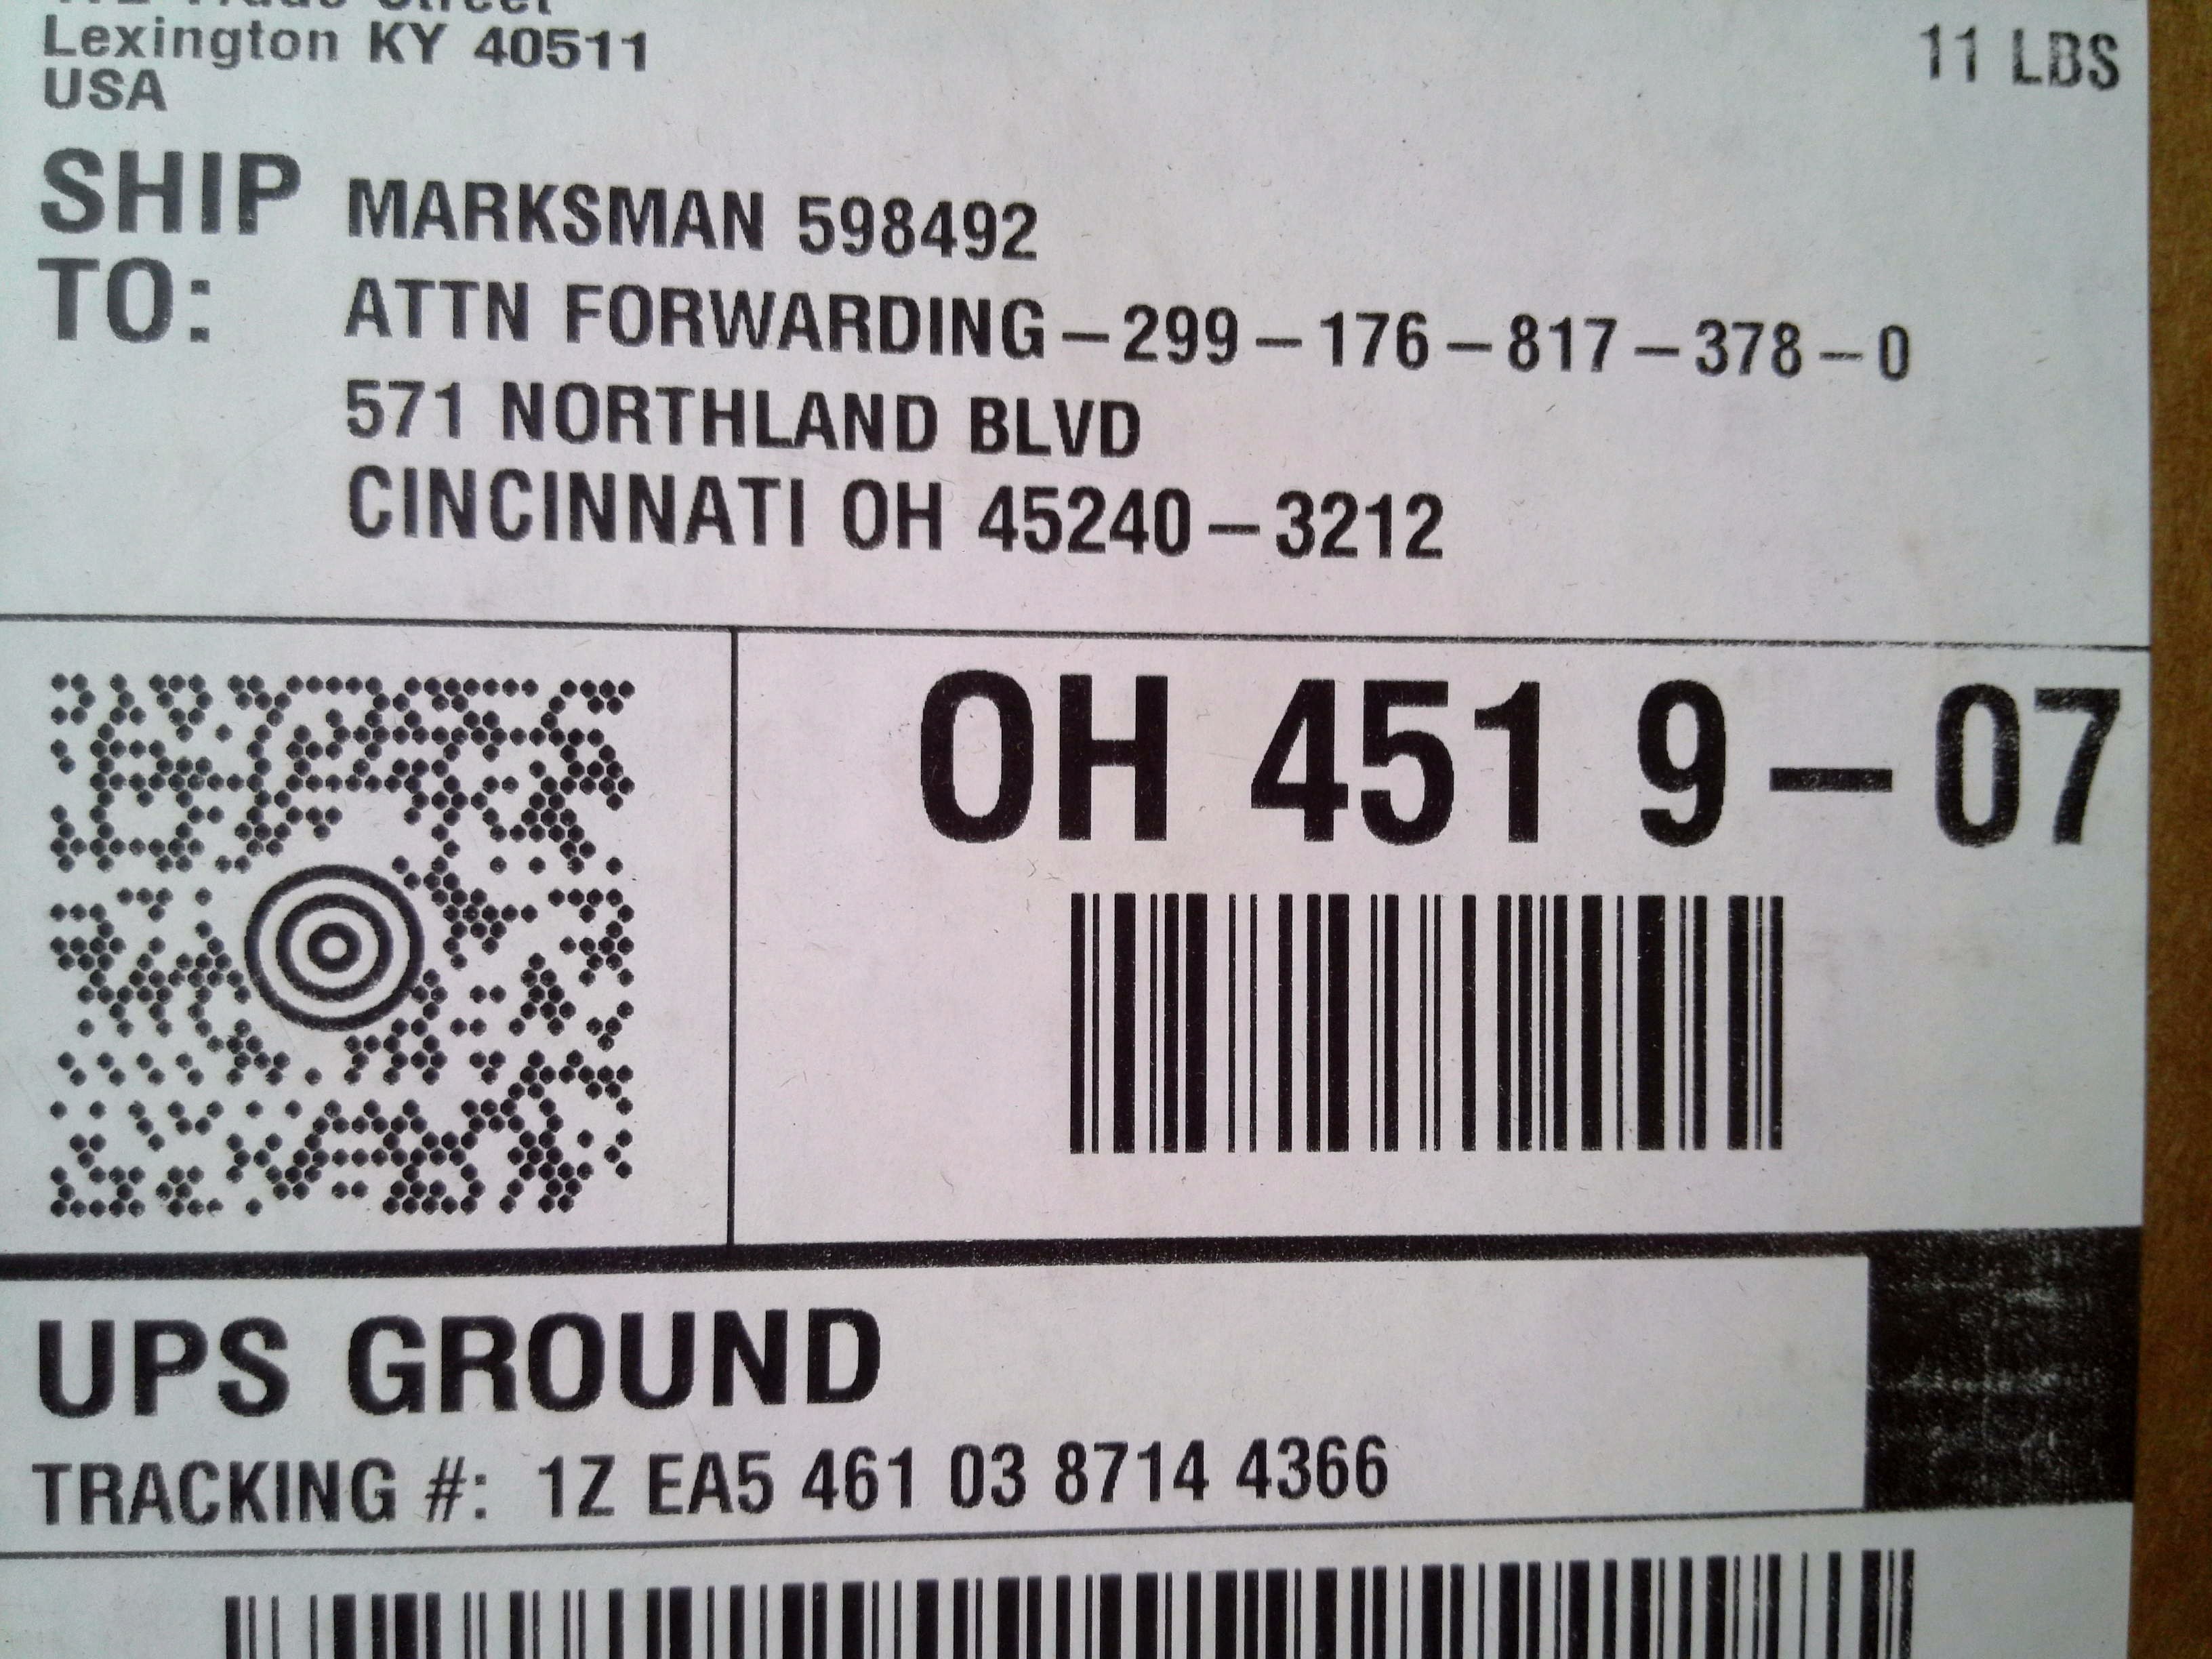 Street
Lexington KY 40511
USA
11 LBS
SHIP TO:
MARKSMAN 598492
ATTN FORWARDING-299-176-817-378-0
571 NORTHLAND BLVD
CINCINNATI OH 45240-3212
OH 451 9-07
UPS GROUND
TRACKING #: 1Z EA5 461 03 8714 4366